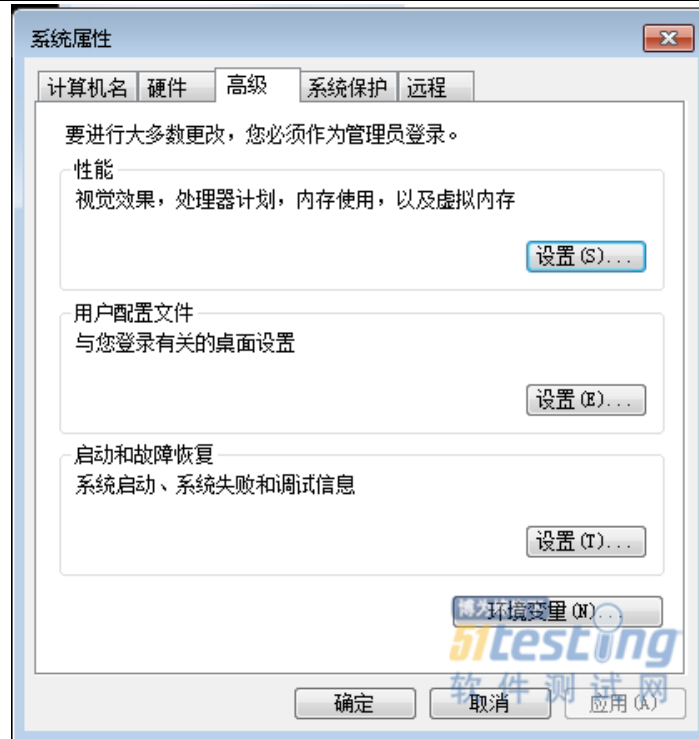 系统属性
计算机名 硬件 高级 系统保护 远程
要进行大多数更改，您必须作为管理员登录。
性能
视觉效果，处理器计划，内存使用，以及虚拟内存
设置(S)...
用户配置文件
与您登录有关的桌面设置
设置(E)...
启动和故障恢复
系统启动、系统失败和调试信息
设置(T)...
环境变量(N)...
51testing
软件测试网
确定 取消 应用(A)